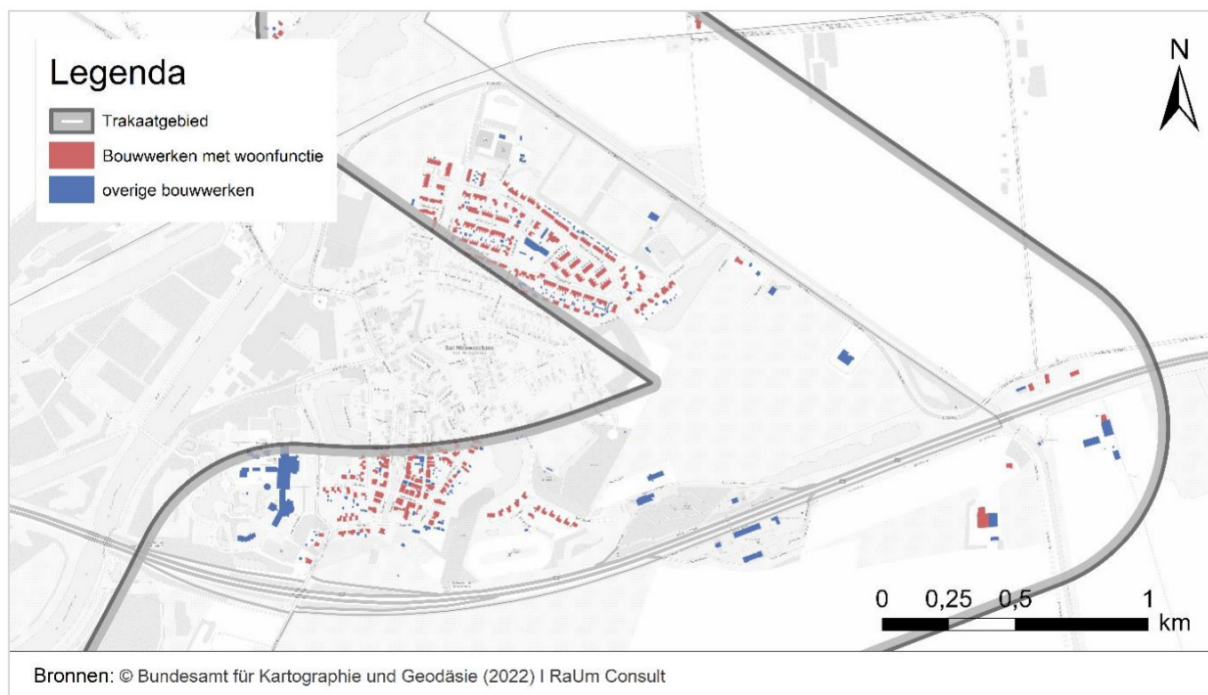 Legenda
Trakaatgebied
Bouwwerken met woonfunctie
overige bouwwerken
N
0 0,25 0,5 1
km
Bronnen: © Bundesamt für Kartographie und Geodäsie (2022) I RaUm Consult